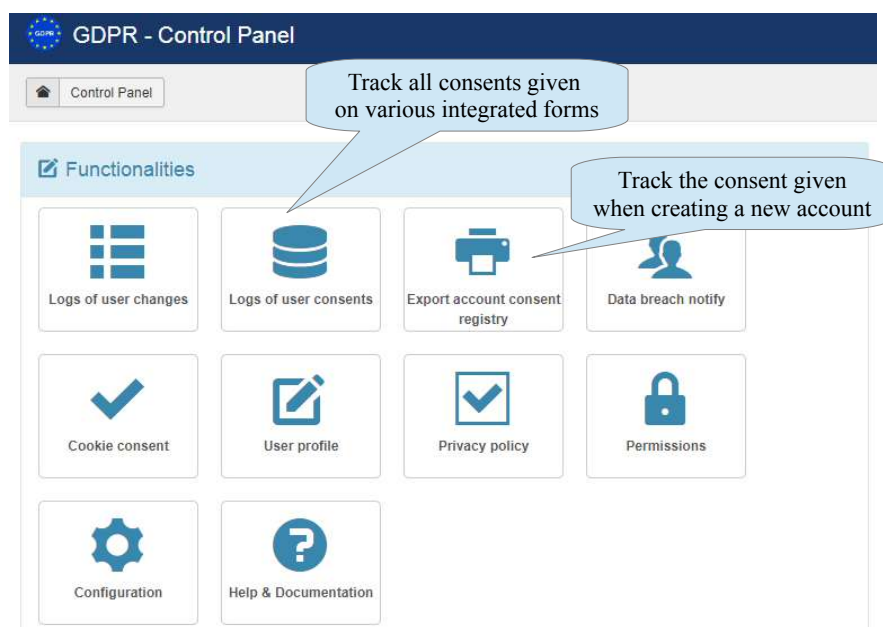 GDPR
GDPR - Control Panel
Control Panel
Track all consents given
on various integrated forms
Functionalities
Track the consent given
when creating a new account
Logs of user changes
Logs of user consents
Export account consent
registry
Data breach notify
Cookie consent
User profile
Privacy policy
Permissions
Configuration
Help & Documentation